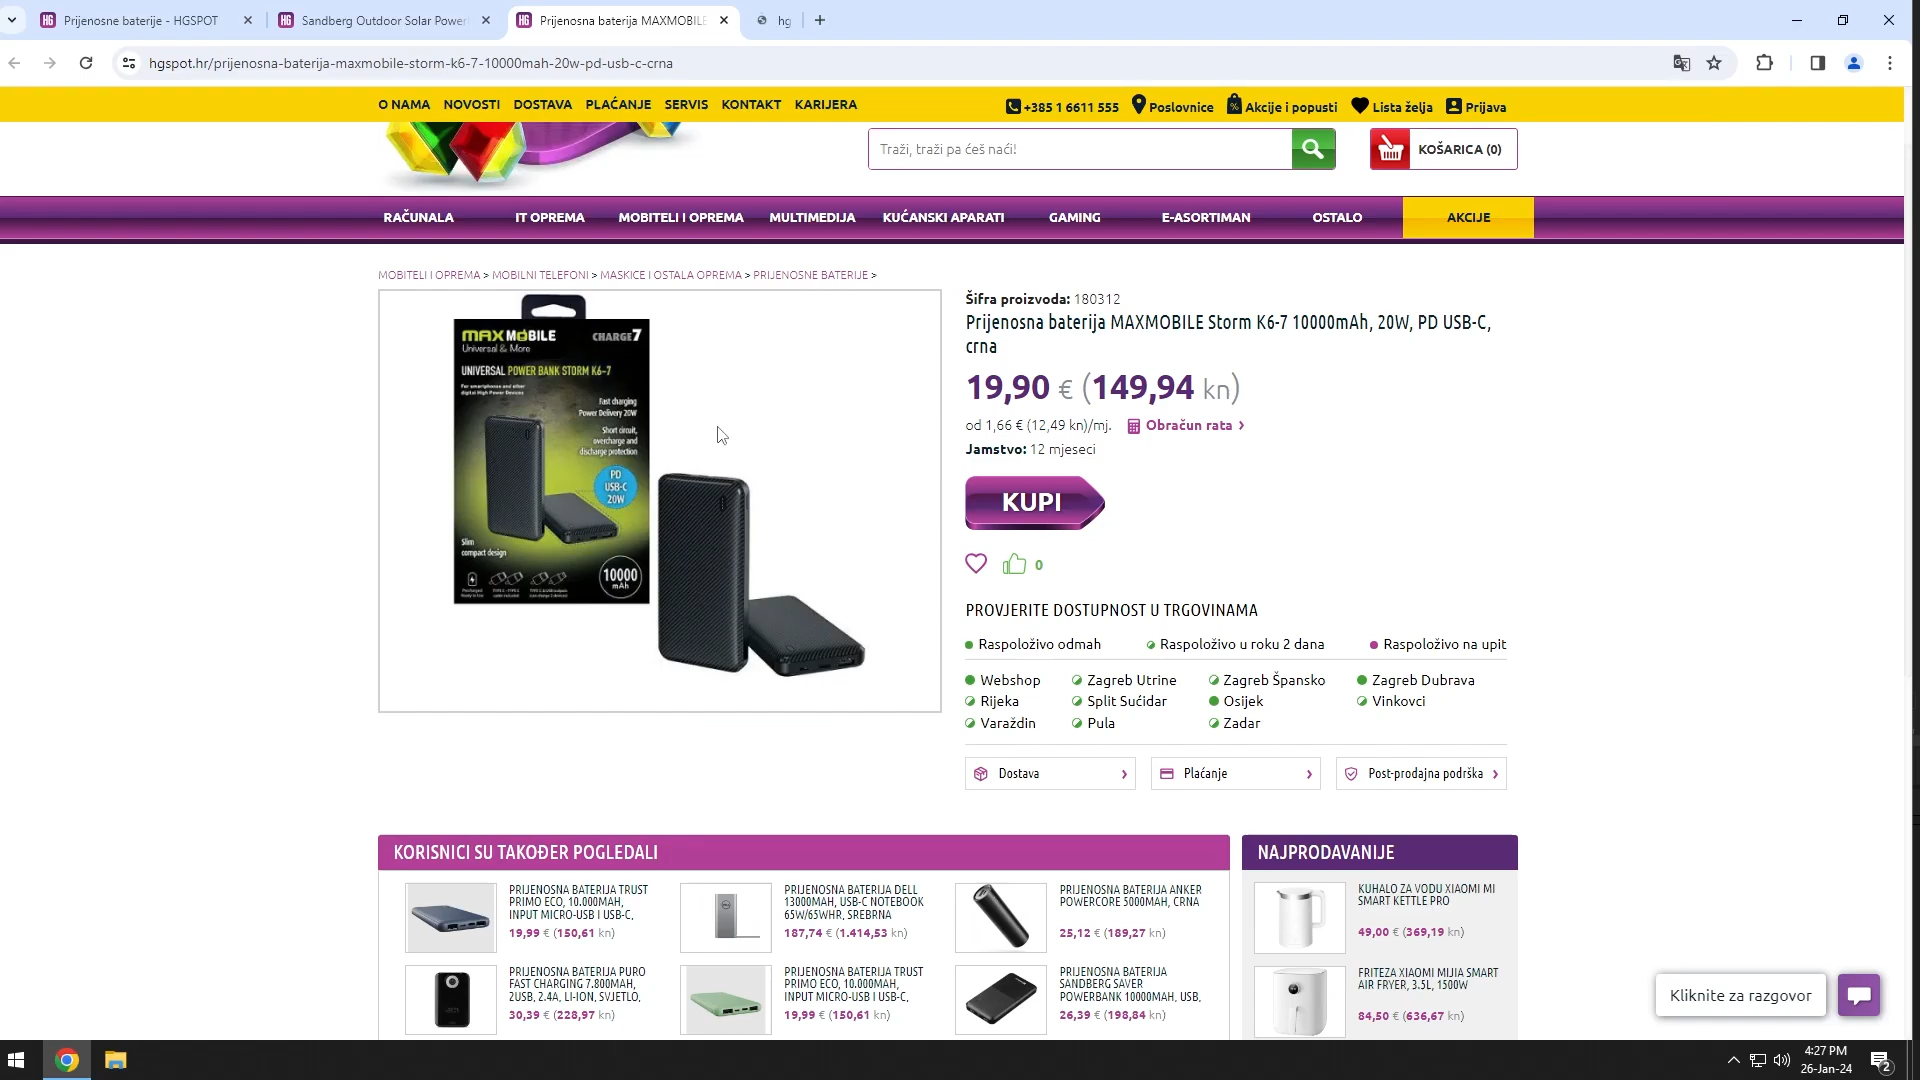 Prijenosne baterije - HGSPOT
Sandberg Outdoor Solar Power
Prijenosna baterija MAXMOBILE
hg
hgspot.hr/prijenosna-baterija-maxmobile-storm-k6-7-10000mah-20w-pd-usb-c-crna
O NAMA NOVOSTI DOSTAVA PLAĆANJE SERVIS KONTAKT KARIJERA
+385 1 6611 555 Poslovnice Akcije i popusti Lista želja Prijava
Traži, traži pa ćeš naći!
KOŠARICA (0)
RAČUNALA IT OPREMA MOBITELI I OPREMA MULTIMEDIJA KUĆANSKI APARATI GAMING E-ASORTIMAN OSTALO AKCIJE
MOBITELI I OPREMA > MOBILNI TELEFONI > MASKICE I OSTALA OPREMA > PRIJENOSNE BATERIJE >
MAXMOBILE CHARGE7
Universal & More
UNIVERSAL POWER BANK STORM K6-7
For smartphones and other
digital High Power Devices
Fast charging
Power Delivery 20W
Short circuit,
overcharge and
discharge protection
PD
USB-C
20W
Slim
compact design
10000
mAh
Šifra proizvoda: 180312
Prijenosna baterija MAXMOBILE Storm K6-7 10000mAh, 20W, PD USB-C,
crna
19,90 € (149,94 kn)
od 1,66 € (12,49 kn)/mj. Obračun rata >
Jamstvo: 12 mjeseci
KUPI
0
PROVJERITE DOSTUPNOST U TRGOVINAMA
Raspoloživo odmah Raspoloživo u roku 2 dana Raspoloživo na upit
Webshop Zagreb Utrine Zagreb Špansko Zagreb Dubrava
Rijeka Split Sućidar Osijek Vinkovci
Varaždin Pula Zadar
Dostava > Plaćanje > Post-prodajna podrška >
KORISNICI SU TAKOĐER POGLEDALI
PRIJENOSNA BATERIJA TRUST
PRIMO ECO, 10.000MAH,
INPUT MICRO-USB I USB-C,
19,99 € (150,61 kn)
PRIJENOSNA BATERIJA DELL
13000MAH, USB-C NOTEBOOK
65W/65WHR, SREBRNA
187,74 € (1.414,53 kn)
PRIJENOSNA BATERIJA ANKER
POWERCORE 5000MAH, CRNA
25,12 € (189,27 kn)
PRIJENOSNA BATERIJA PURO
FAST CHARGING 7.800MAH,
2USB, 2.4A, LI-ION, SVJETLO,
30,39 € (228,97 kn)
PRIJENOSNA BATERIJA TRUST
PRIMO ECO, 10.000MAH,
INPUT MICRO-USB I USB-C,
19,99 € (150,61 kn)
PRIJENOSNA BATERIJA
SANDBERG SAVER
POWERBANK 10000MAH, USB,
26,39 € (198,84 kn)
NAJPRODAVANIJE
KUHALO ZA VODU XIAOMI MI
SMART KETTLE PRO
49,00 € (369,19 kn)
FRITEZA XIAOMI MIJIA SMART
AIR FRYER, 3.5L, 1500W
84,50 € (636,67 kn)
Kliknite za razgovor
4:27 PM
26-Jan-24
2